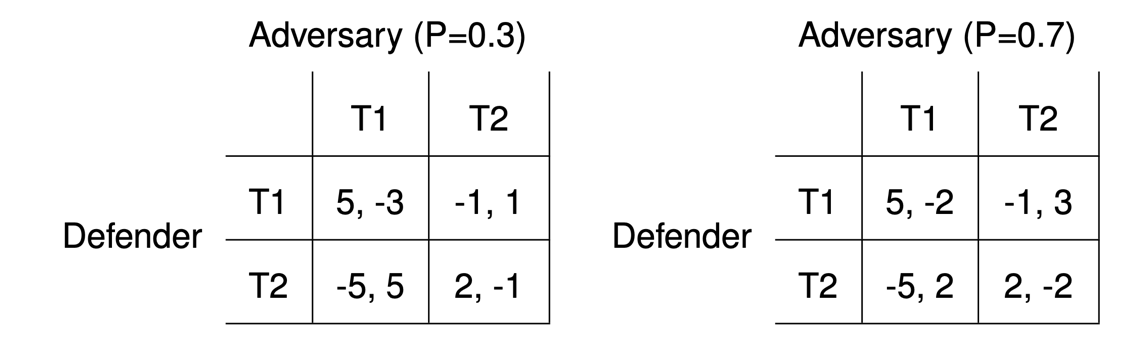 Adversary (P=0.3)
T1 T2
T1 5, -3 -1, 1
Defender
T2 -5, 5 2, -1
Adversary (P=0.7)
T1 T2
T1 5, -2 -1, 3
Defender
T2 -5, 2 2, -2